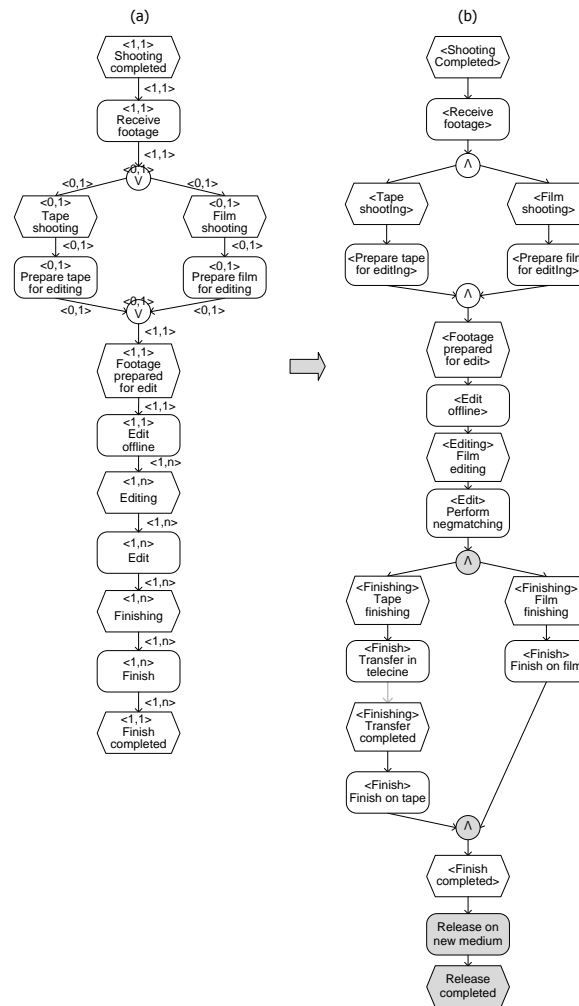 (a)
<1,1>
Shooting
completed
<1,1>
<1,1>
Receive
footage
<1,1>
<0,1>
<0,1>
V
<0,1>
<0,1>
Tape
shooting
<0,1>
Film
shooting
<0,1>
<0,1>
<0,1>
Prepare tape
for editing
<0,1>
Prepare film
for editing
<0,1>
<0,1>
V
<0,1>
<1,1>
<1,1>
Footage
prepared
for edit
<1,1>
<1,1>
Edit
offline
<1,n>
<1,n>
Editing
<1,n>
<1,n>
Edit
<1,n>
<1,n>
Finishing
<1,n>
<1,n>
Finish
<1,n>
<1,1>
Finish
completed
(b)
<Shooting
Completed>
<Receive
footage>
Λ
<Tape
shootIng>
<Film
shooting>
<Prepare tape
for editIng>
<Prepare film
for editing>
Λ
<Footage
prepared
for edit>
<Edit
offline>
<Editing>
Film
editing
<Edit>
Perform
negmatching
Λ
<Finishing>
Tape
finishing
<Finishing>
Film
finishing
<Finish>
Transfer in
telecine
<Finish>
Finish on film
<Finishing>
Transfer
completed
<Finish>
Finish on tape
Λ
<Finish
completed>
Release on
new medium
Release
completed